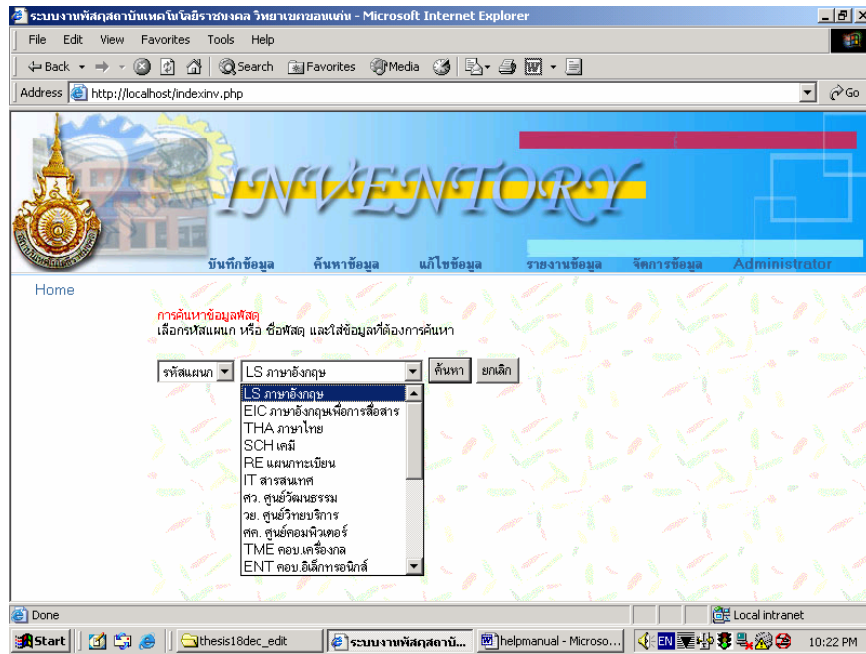 ระบบงานพัสดุสถาบันเทคโนโลยีราชมงคล วิทยาเขตขอนแก่น - Microsoft Internet Explorer
File Edit View Favorites Tools Help
Back Search Favorites Media
Address http://localhost/indexinv.php Go
INVENTORY
บันทึกข้อมูล ค้นหาข้อมูล แก้ไขข้อมูล รายงานข้อมูล จัดการข้อมูล Administrator
Home
การค้นหาข้อมูลพัสดุ
เลือกรหัสแผนก หรือ ชื่อพัสดุ และใส่ข้อมูลที่ต้องการค้นหา
รหัสแผนก LS ภาษาอังกฤษ ค้นหา ยกเลิก
LS ภาษาอังกฤษ
EIC ภาษาอังกฤษเพื่อการสื่อสาร
THA ภาษาไทย
SCH เคมี
RE แผนกทะเบียน
IT สารสนเทศ
ศว. ศูนย์วัฒนธรรม
วย. ศูนย์วิทยบริการ
ศค. ศูนย์คอมพิวเตอร์
TME คอบ.เครื่องกล
ENT คอบ.อิเล็กทรอนิกส์
Done Local intranet
Start thesis18dec_edit ระบบงานพัสดุสถาบั... helpmanual - Microso... EN 10:22 PM